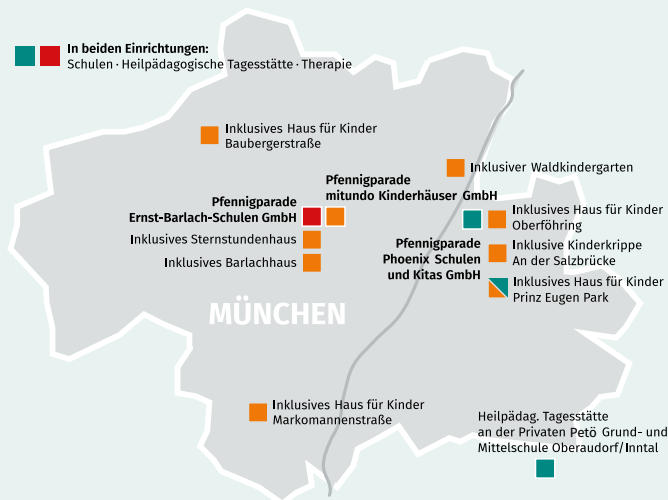 In beiden Einrichtungen:
Schulen · Heilpädagogische Tagesstätte · Therapie
Inklusives Haus für Kinder
Baubergerstraße
Inklusiver Waldkindergarten
Pfennigparade
mitundo Kinderhäuser GmbH
Pfennigparade
Ernst-Barlach-Schulen GmbH
Inklusives Sternstundenhaus
Inklusives Barlachhaus
Inklusives Haus für Kinder
Oberföhring
Pfennigparade
Phoenix Schulen
und Kitas GmbH
Inklusive Kinderkrippe
An der Salzbrücke
Inklusives Haus für Kinder
Prinz Eugen Park
MÜNCHEN
Inklusives Haus für Kinder
Markomannenstraße
Heilpädag. Tagesstätte
an der Privaten Petö Grund- und
Mittelschule Oberaudorf/Inntal